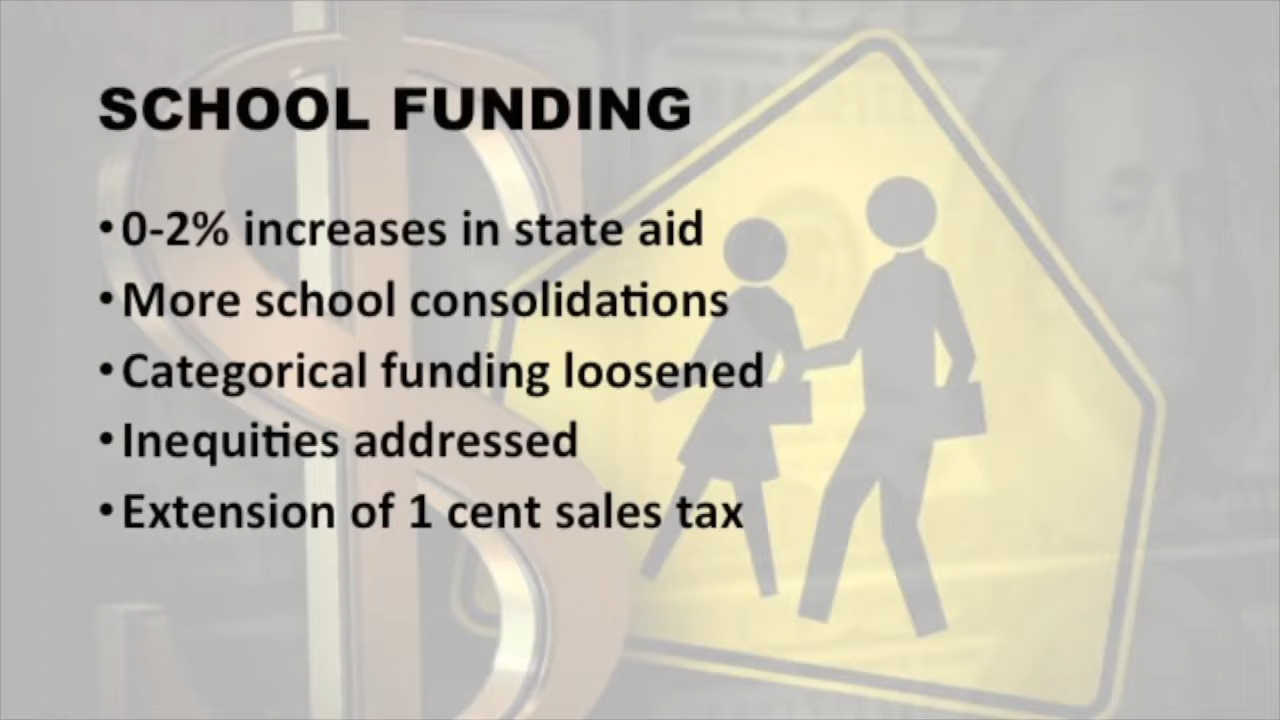 SCHOOL FUNDING
• 0-2% increases in state aid
• More school consolidations
• Categorical funding loosened
• Inequities addressed
• Extension of 1 cent sales tax